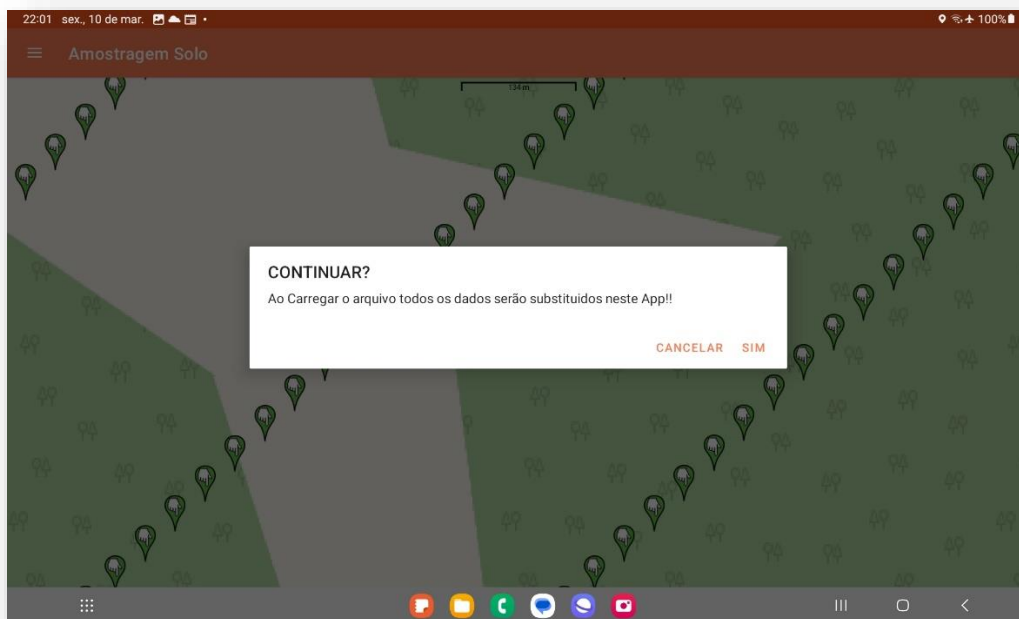 22:01 sex., 10 de mar.
100%
Amostragem Solo
134 m
CONTINUAR?
Ao Carregar o arquivo todos os dados serão substituidos neste App!!
CANCELAR SIM